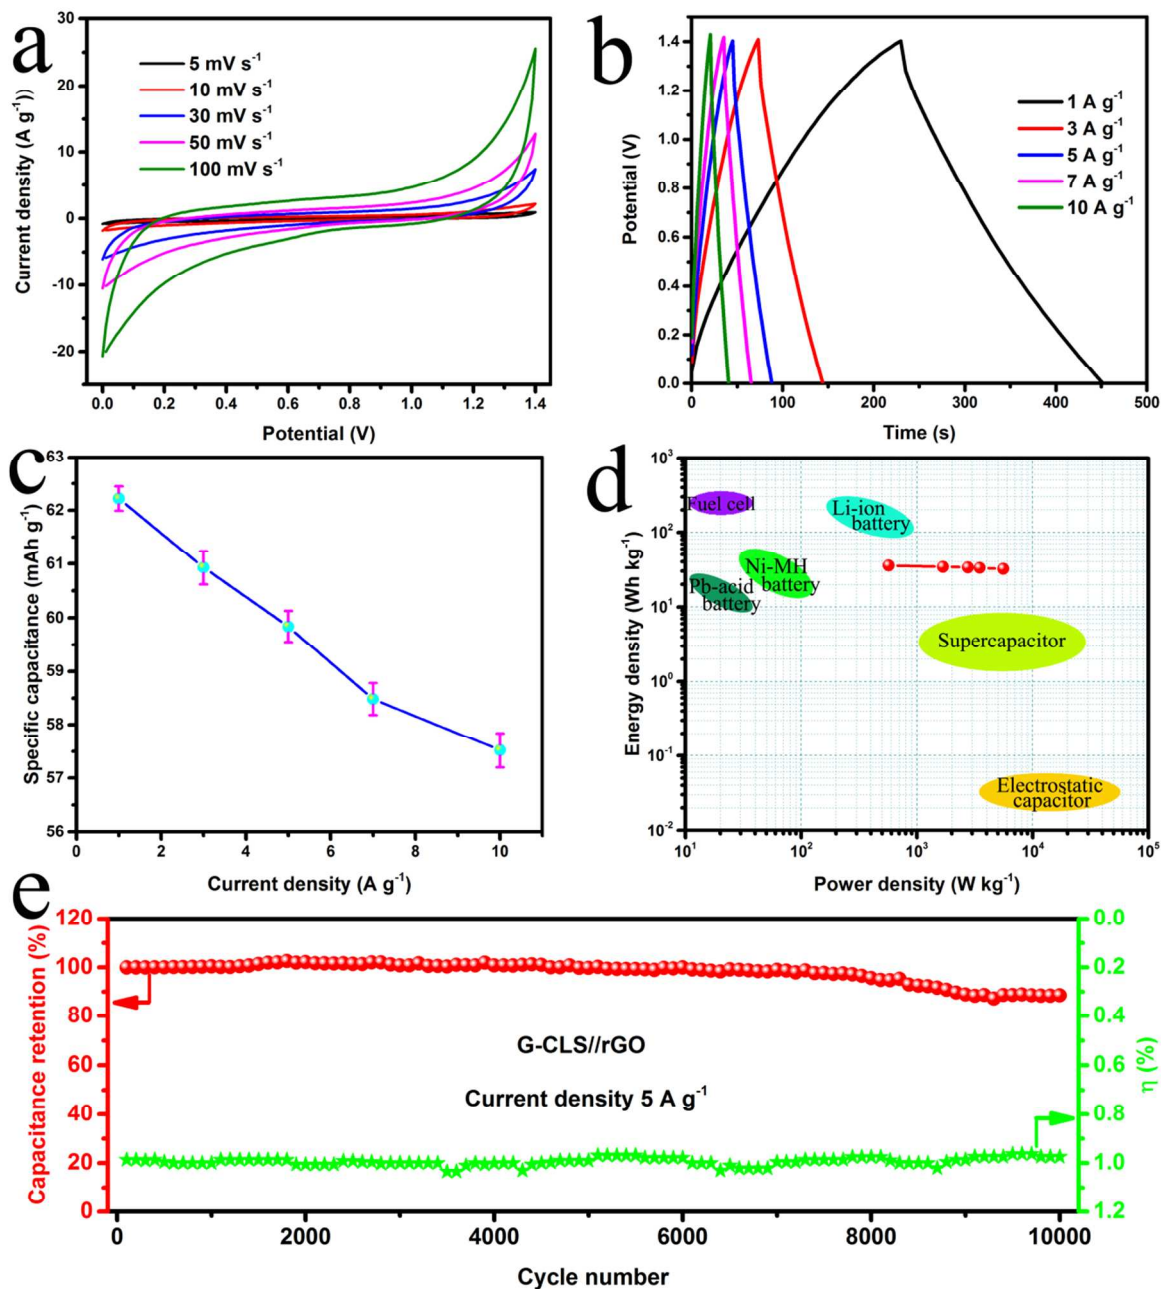 a
30
20
10
0
-10
-20
Current density (A g⁻¹))
5 mV s⁻¹
10 mV s⁻¹
30 mV s⁻¹
50 mV s⁻¹
100 mV s⁻¹
0.0 0.2 0.4 0.6 0.8 1.0 1.2 1.4
Potential (V)
b
1.4
1.2
1.0
0.8
0.6
0.4
0.2
0.0
Potential (V)
1 A g⁻¹
3 A g⁻¹
5 A g⁻¹
7 A g⁻¹
10 A g⁻¹
0 100 200 300 400 500
Time (s)
c
63
62
61
60
59
58
57
56
Specific capacitance (mAh g⁻¹)
0 2 4 6 8 10
Current density (A g⁻¹)
d
10³
10²
10¹
10⁰
10⁻¹
10⁻²
Energy density (Wh kg⁻¹)
Fuel cell
Li-ion
battery
Ni-MH
battery
Pb-acid
battery
Supercapacitor
Electrostatic
capacitor
10¹ 10² 10³ 10⁴ 10⁵
Power density (W kg⁻¹)
e
120
100
80
60
40
20
0
Capacitance retention (%)
G-CLS//rGO
Current density 5 A g⁻¹
0.0
0.2
0.4
0.6
0.8
1.0
1.2
η (%)
0 2000 4000 6000 8000 10000
Cycle number